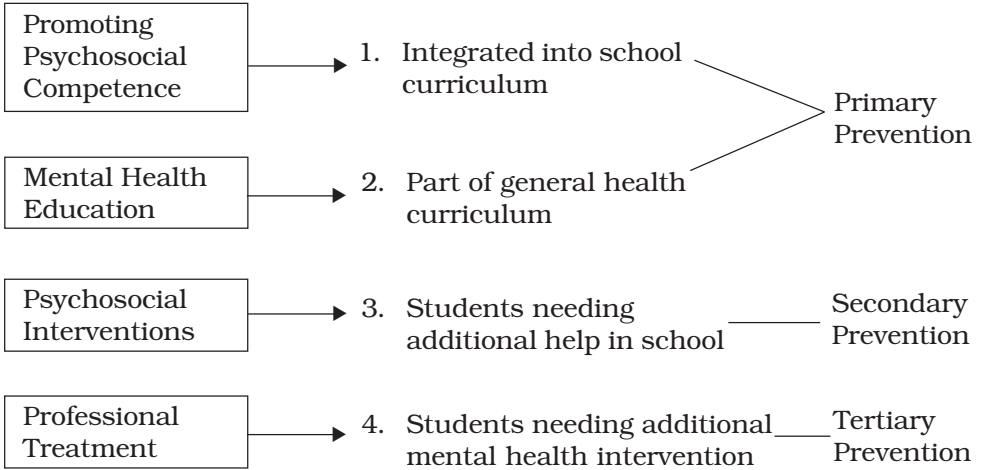 Promoting
Psychosocial
Competence
1. Integrated into school
curriculum
Primary
Prevention
Mental Health
Education
2. Part of general health
curriculum
Psychosocial
Interventions
3. Students needing
additional help in school
Secondary
Prevention
Professional
Treatment
4. Students needing additional
mental health intervention
Tertiary
Prevention